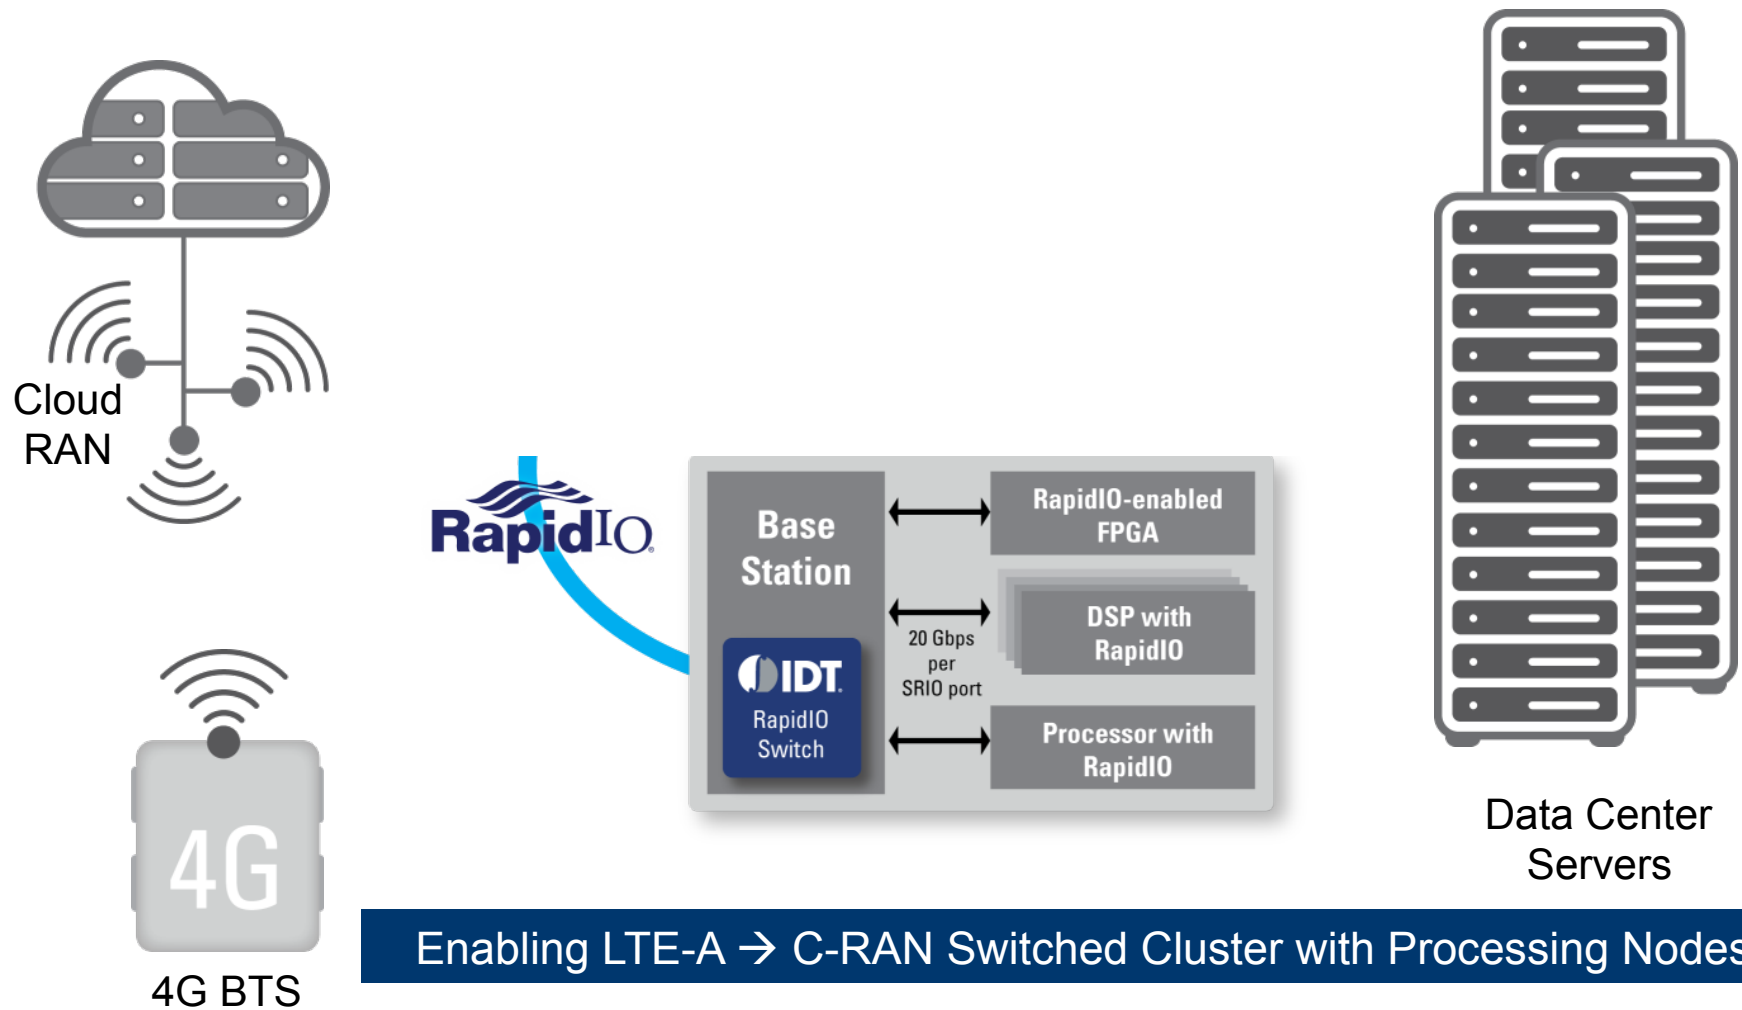 Cloud
RAN
RapidIO
Base
Station
IDT
RapidIO
Switch
20 Gbps
per
SRIO port
RapidIO-enabled
FPGA
DSP with
RapidIO
Processor with
RapidIO
Data Center
Servers
4G
4G BTS
Enabling LTE-A → C-RAN Switched Cluster with Processing Nodes